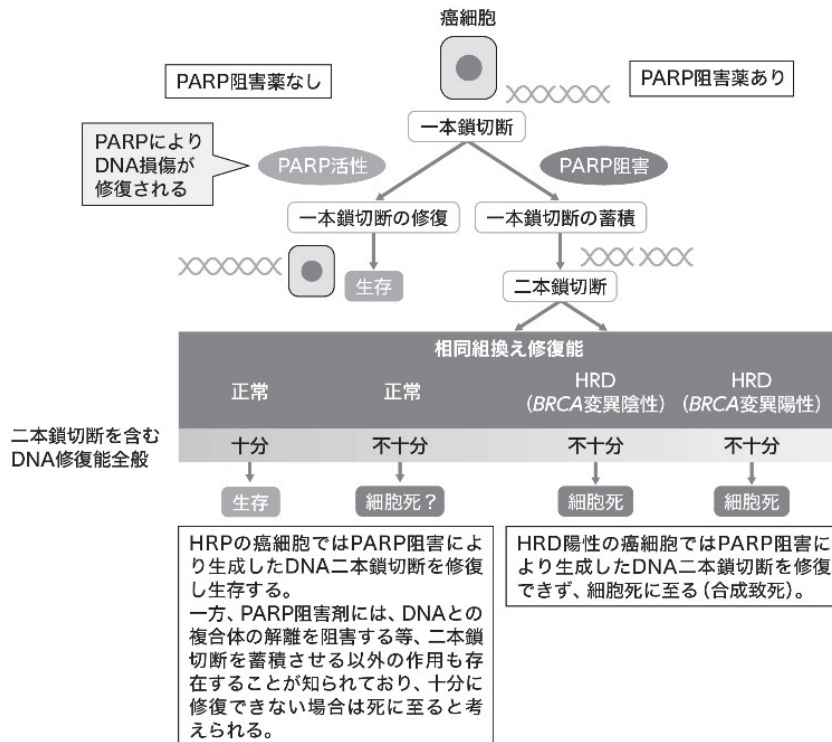 癌細胞
PARP阻害薬なし
PARP阻害薬あり
一本鎖切断
PARPにより
DNA損傷が
修復される
PARP活性
PARP阻害
一本鎖切断の修復
一本鎖切断の蓄積
生存
二本鎖切断
相同組換え修復能
正常
正常
HRD
(BRCA変異陰性)
HRD
(BRCA変異陽性)
二本鎖切断を含む
DNA修復能全般
十分
不十分
不十分
不十分
生存
細胞死？
細胞死
細胞死
HRPの癌細胞ではPARP阻害によ
り生成したDNA二本鎖切断を修復
し生存する。
一方、PARP阻害剤には、DNAとの
複合体の解離を阻害する等、二本鎖
切断を蓄積させる以外の作用も存
在することが知られており、十分に
修復できない場合は死に至ると考
えられる。
HRD陽性の癌細胞ではPARP阻害に
より生成したDNA二本鎖切断を修復
できず、細胞死に至る（合成致死）。